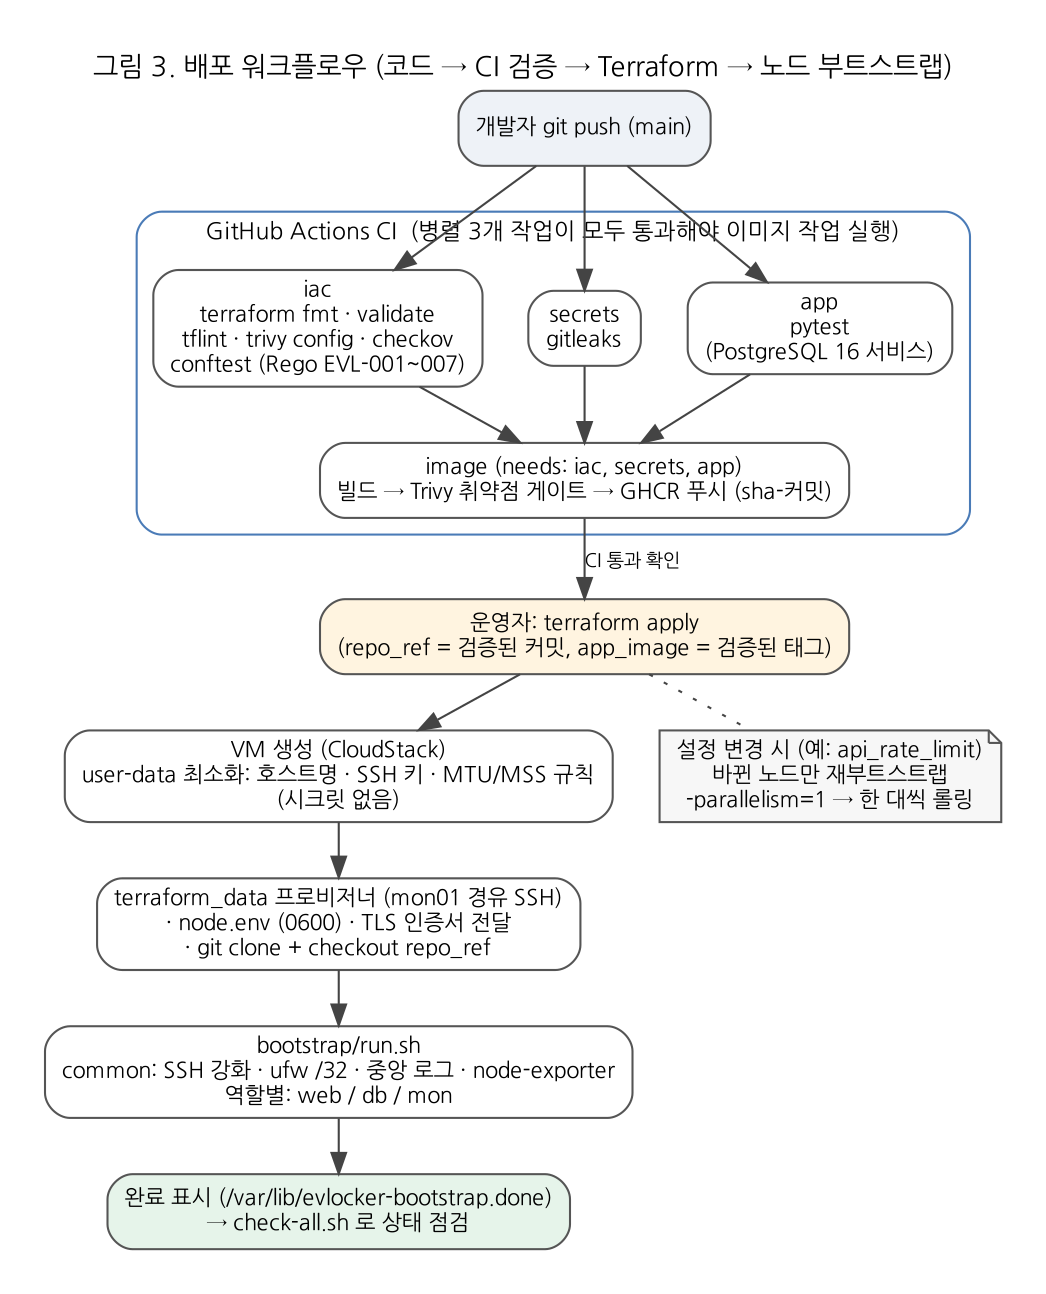 그림 3. 배포 워크플로우 (코드 → CI 검증 → Terraform → 노드 부트스트랩)
개발자 git push (main)
GitHub Actions CI  (병렬 3개 작업이 모두 통과해야 이미지 작업 실행)
iac
terraform fmt · validate
tflint · trivy config · checkov
conftest (Rego EVL-001~007)
secrets
gitleaks
app
pytest
(PostgreSQL 16 서비스)
image (needs: iac, secrets, app)
빌드 → Trivy 취약점 게이트 → GHCR 푸시 (sha-커밋)
CI 통과 확인
운영자: terraform apply
(repo_ref = 검증된 커밋, app_image = 검증된 태그)
VM 생성 (CloudStack)
user-data 최소화: 호스트명 · SSH 키 · MTU/MSS 규칙
(시크릿 없음)
설정 변경 시 (예: api_rate_limit)
바뀐 노드만 재부트스트랩
-parallelism=1 → 한 대씩 롤링
terraform_data 프로비저너 (mon01 경유 SSH)
· node.env (0600) · TLS 인증서 전달
· git clone + checkout repo_ref
bootstrap/run.sh
common: SSH 강화 · ufw /32 · 중앙 로그 · node-exporter
역할별: web / db / mon
완료 표시 (/var/lib/evlocker-bootstrap.done)
→ check-all.sh 로 상태 점검